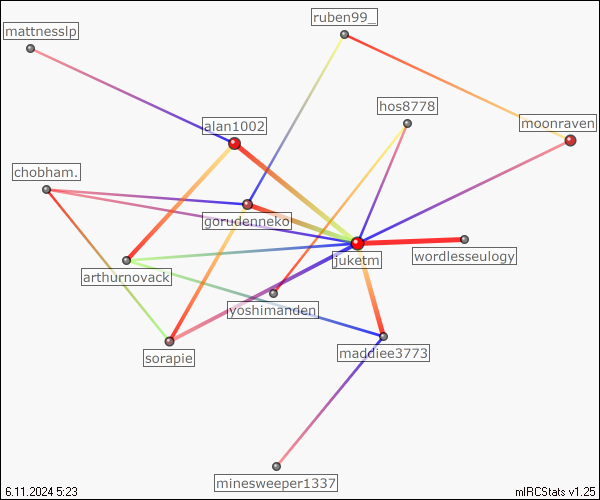 ruben99_
mattnesslp
hos8778
alan1002
moonraven
chobham.
gorudenneko
juketm
wordlesseulogy
arthurnovack
yoshimanden
sorapie
maddiee3773
minesweeper1337
6.11.2024 5:23
mIRCStats v1.25